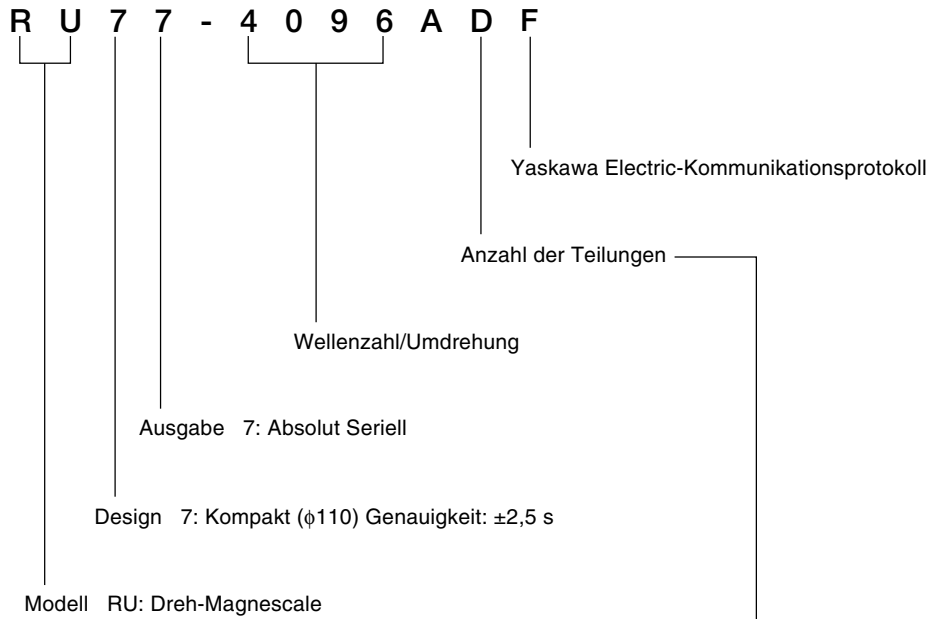 R U 7 7 - 4 0 9 6 A D F
Yaskawa Electric-Kommunikationsprotokoll
Anzahl der Teilungen
Wellenzahl/Umdrehung
Ausgabe 7: Absolut Seriell
Design 7: Kompakt (ϕ110) Genauigkeit: ±2,5 s
Modell RU: Dreh-Magnescale